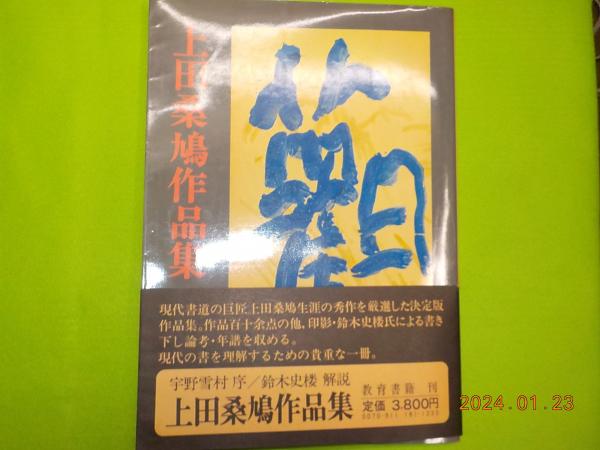 上田桑鳩作品集
現代書道の巨匠上田桑鳩生涯の秀作を厳選した決定版
作品集。作品百十余点の他、印影・鈴木史楼氏による書き
下し論考・年譜を収める。
現代の書を理解するための貴重な一冊。
宇野雪村 序／鈴木史楼 解説
上田桑鳩作品集
教育書籍 刊
定価 3,800円
2024.01.23